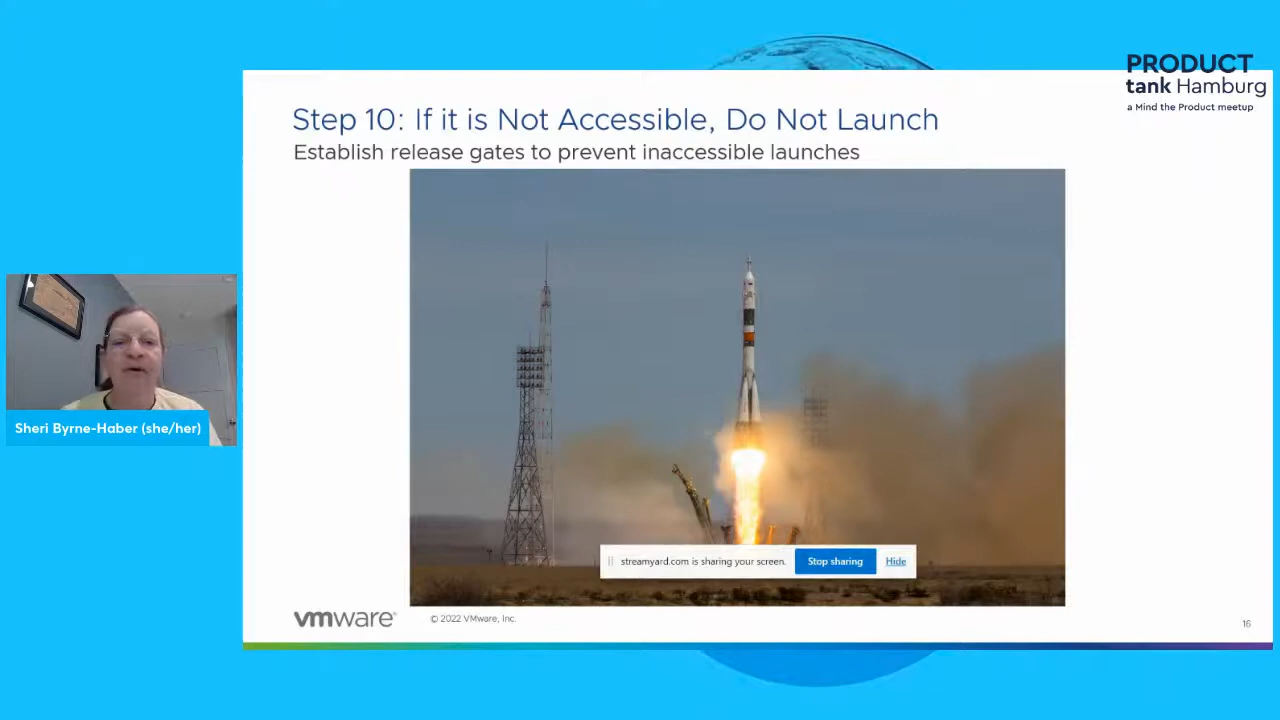 PRODUCT
tank Hamburg
a Mind the Product meetup
Step 10: If it is Not Accessible, Do Not Launch
Establish release gates to prevent inaccessible launches
Sheri Byrne-Haber (she/her)
streamyard.com is sharing your screen.
Stop sharing
Hide
vmware®
© 2022 VMware, Inc.
16